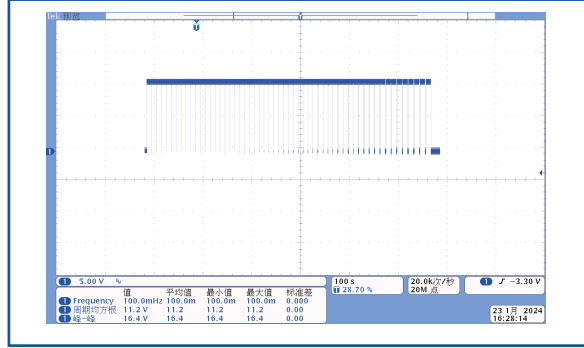 Tek 预览
T
1
1 5.00 V
100 s
T 28.70 %
20.0k次/秒
20M 点
1 -3.30 V
值 平均值 最小值 最大值 标准差
1 Frequency 100.0mHz 100.0m 100.0m 100.0m 0.000
1 周期均方根 11.2 V 11.2 11.2 11.2 0.00
1 峰−峰 16.4 V 16.4 16.4 16.4 0.00
23 1月 2024
16:28:14